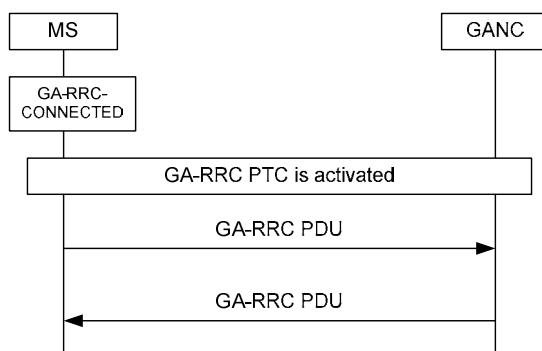 MS
GANC
GA-RRC-
CONNECTED
GA-RRC PTC is activated
GA-RRC PDU
GA-RRC PDU